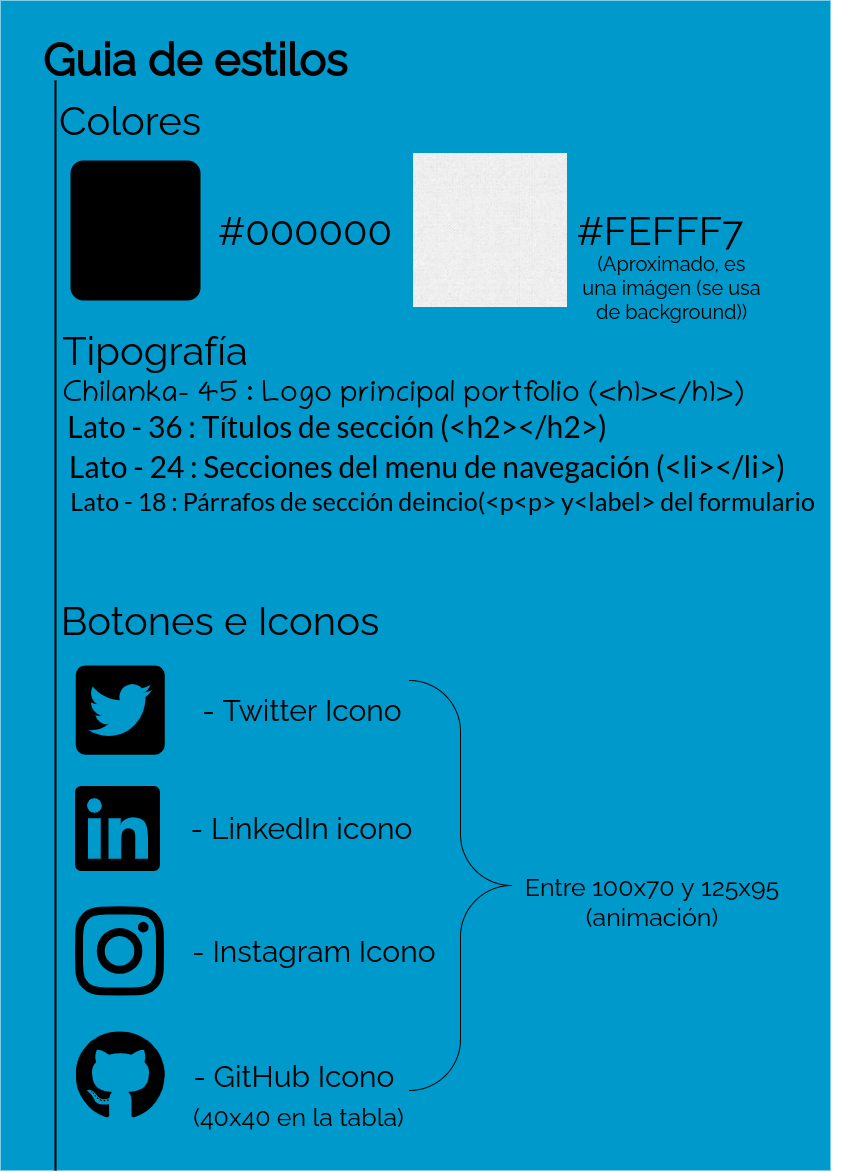 Guia de estilos
Colores
#000000
#FEFFF7
(Aproximado, es
una imágen (se usa
de background))
Tipografía
Chilanka- 45 : Logo principal portfolio (<h1></h1>)
Lato - 36 : Títulos de sección (<h2></h2>)
Lato - 24 : Secciones del menu de navegación (<li></li>)
Lato - 18 : Párrafos de sección deincio(<p<p> y<label> del formulario
Botones e Iconos
- Twitter Icono
in
- LinkedIn icono
Entre 100x70 y 125x95
(animación)
- Instagram Icono
- GitHub Icono
(40x40 en la tabla)